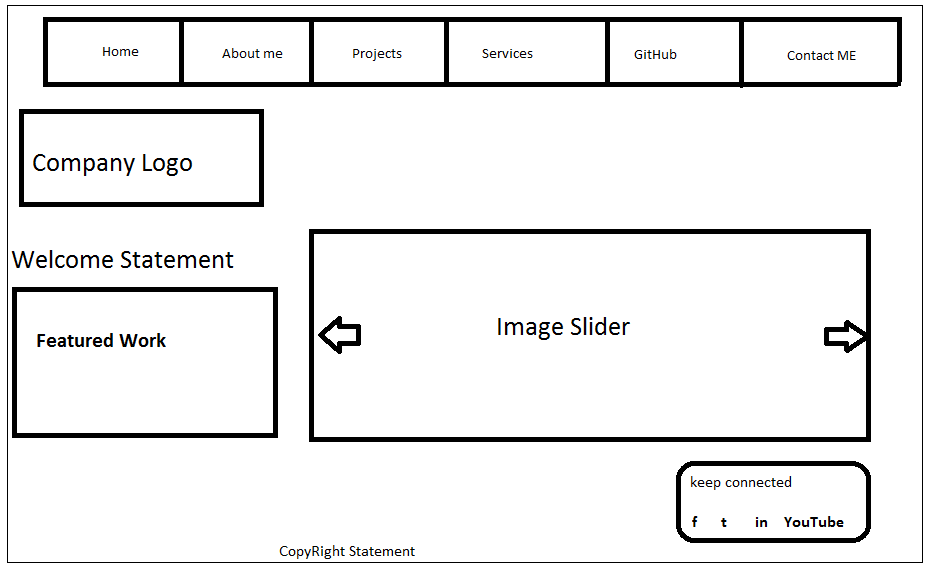 Home
About me
Projects
Services
GitHub
Contact ME
Company Logo
Welcome Statement
Featured Work
Image Slider
keep connected
f t in YouTube
CopyRight Statement